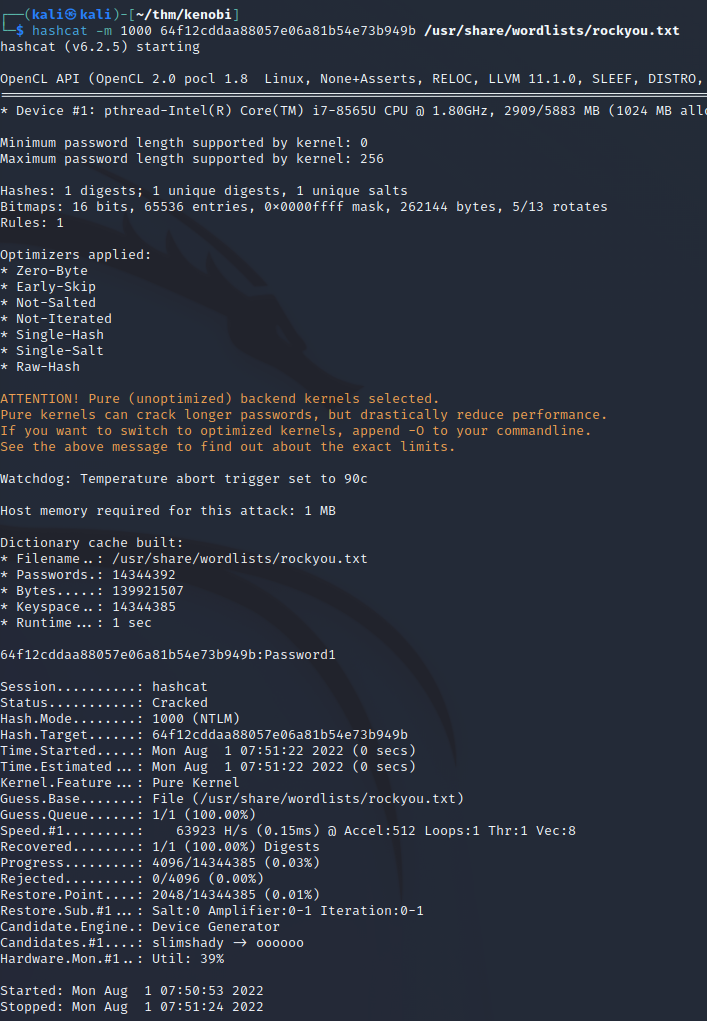 ┌──(kali㉿kali)-[~/thm/kenobi]
└─$ hashcat -m 1000 64f12cddaa88057e06a81b54e73b949b /usr/share/wordlists/rockyou.txt
hashcat (v6.2.5) starting
OpenCL API (OpenCL 2.0 pocl 1.8  Linux, None+Asserts, RELOC, LLVM 11.1.0, SLEEF, DISTRO,
* Device #1: pthread-Intel(R) Core(TM) i7-8565U CPU @ 1.80GHz, 2909/5883 MB (1024 MB allo
Minimum password length supported by kernel: 0
Maximum password length supported by kernel: 256
Hashes: 1 digests; 1 unique digests, 1 unique salts
Bitmaps: 16 bits, 65536 entries, 0x0000ffff mask, 262144 bytes, 5/13 rotates
Rules: 1
Optimizers applied:
* Zero-Byte
* Early-Skip
* Not-Salted
* Not-Iterated
* Single-Hash
* Single-Salt
* Raw-Hash
ATTENTION! Pure (unoptimized) backend kernels selected.
Pure kernels can crack longer passwords, but drastically reduce performance.
If you want to switch to optimized kernels, append -O to your commandline.
See the above message to find out about the exact limits.
Watchdog: Temperature abort trigger set to 90c
Host memory required for this attack: 1 MB
Dictionary cache built:
* Filename..: /usr/share/wordlists/rockyou.txt
* Passwords.: 14344392
* Bytes.....: 139921507
* Keyspace..: 14344385
* Runtime...: 1 sec
64f12cddaa88057e06a81b54e73b949b:Password1
Session..........: hashcat
Status...........: Cracked
Hash.Mode........: 1000 (NTLM)
Hash.Target......: 64f12cddaa88057e06a81b54e73b949b
Time.Started.....: Mon Aug  1 07:51:22 2022 (0 secs)
Time.Estimated...: Mon Aug  1 07:51:22 2022 (0 secs)
Kernel.Feature...: Pure Kernel
Guess.Base.......: File (/usr/share/wordlists/rockyou.txt)
Guess.Queue......: 1/1 (100.00%)
Speed.#1.........:    63923 H/s (0.15ms) @ Accel:512 Loops:1 Thr:1 Vec:8
Recovered........: 1/1 (100.00%) Digests
Progress.........: 4096/14344385 (0.03%)
Rejected.........: 0/4096 (0.00%)
Restore.Point....: 2048/14344385 (0.01%)
Restore.Sub.#1...: Salt:0 Amplifier:0-1 Iteration:0-1
Candidate.Engine.: Device Generator
Candidates.#1....: slimshady -> oooooo
Hardware.Mon.#1..: Util: 39%
Started: Mon Aug  1 07:50:53 2022
Stopped: Mon Aug  1 07:51:24 2022